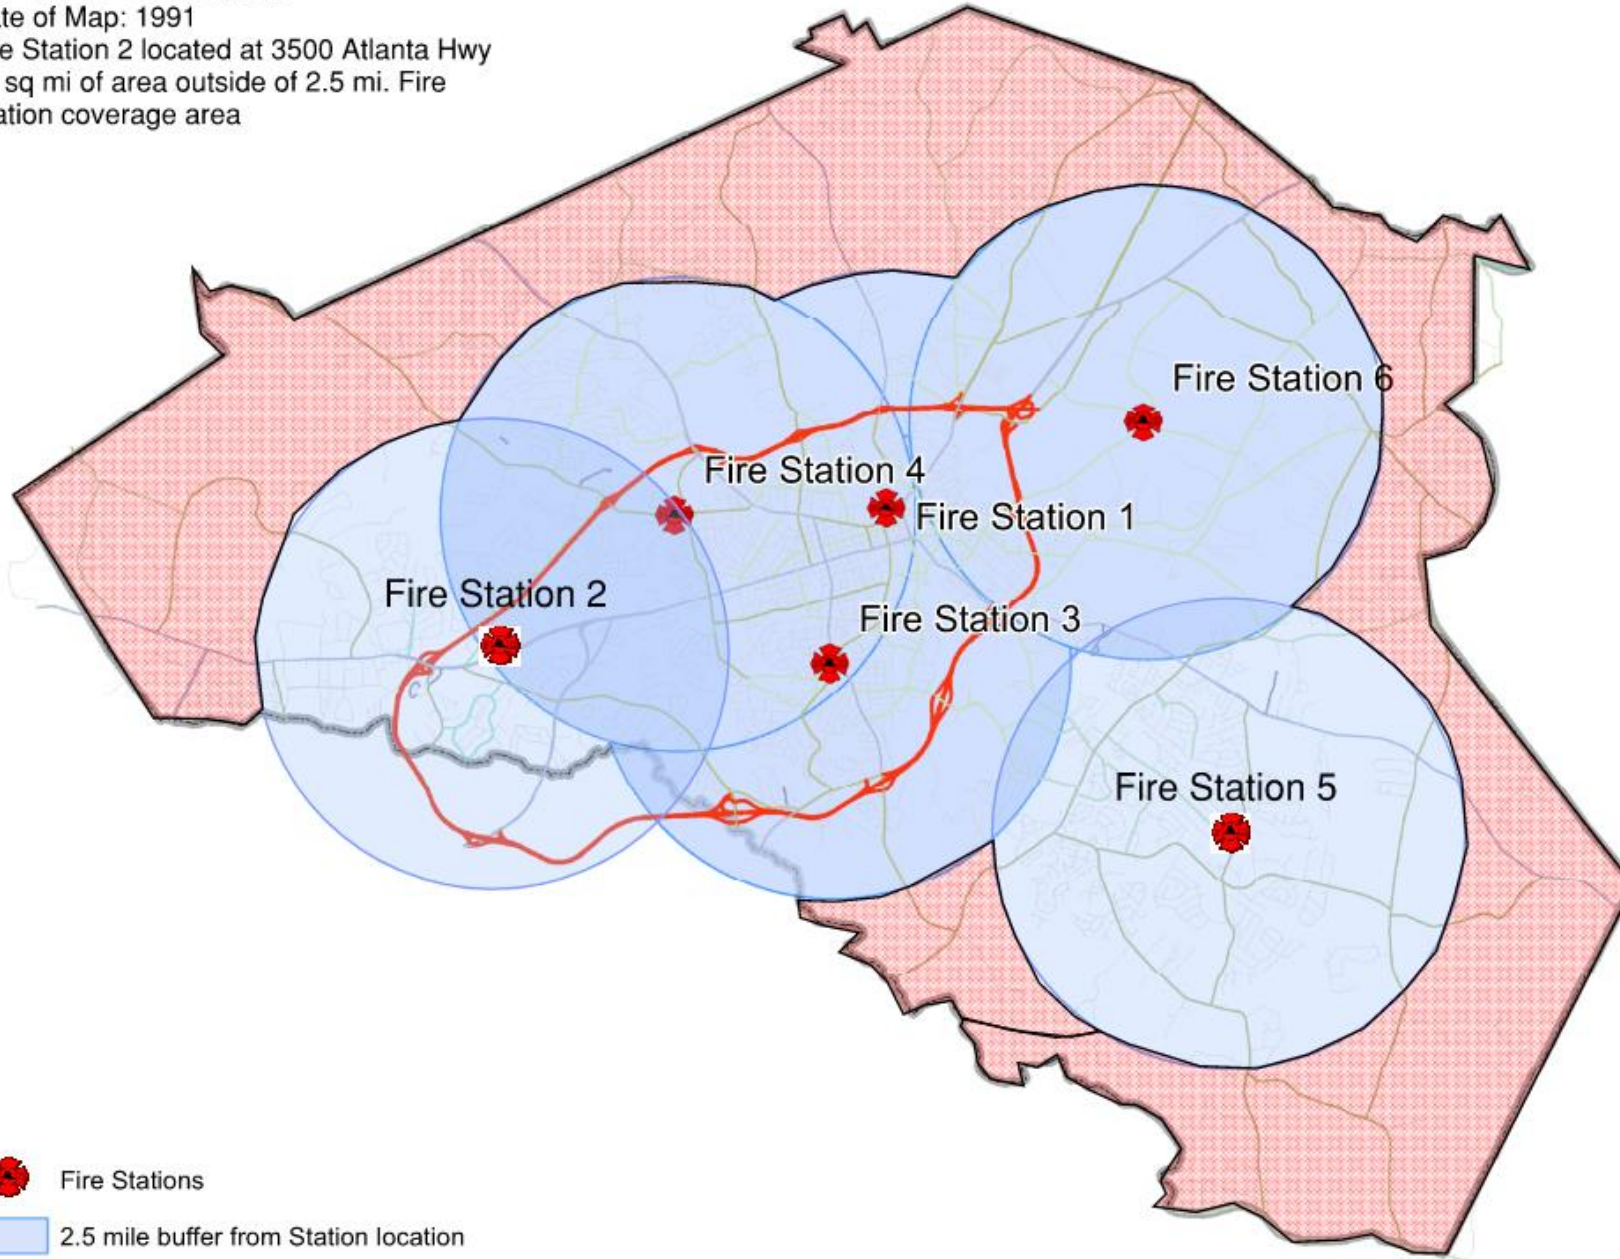 te of Map: 1991
e Station 2 located at 3500 Atlanta Hwy
sq mi of area outside of 2.5 mi. Fire
ation coverage area
Fire Station 6
Fire Station 4
Fire Station 1
Fire Station 2
Fire Station 3
Fire Station 5
Fire Stations
2.5 mile buffer from Station location